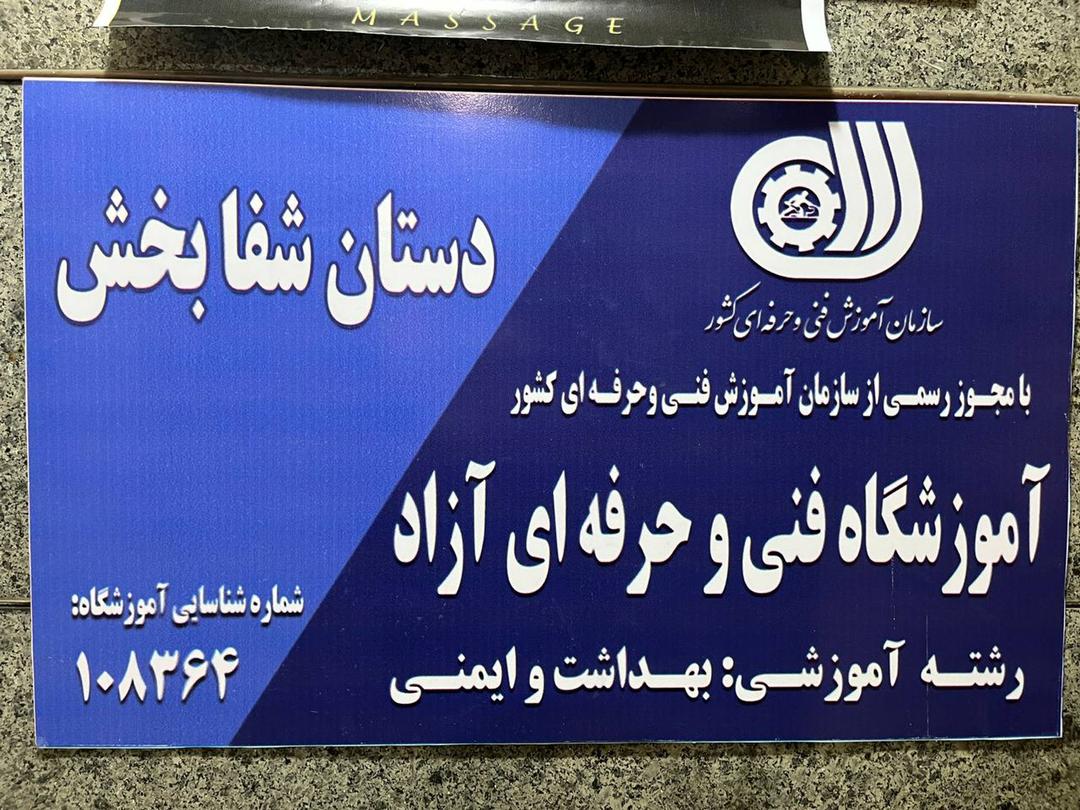 MASSAGE
سازمان آموزش فنی و حرفه ای کشور
با مجوز رسمی از سازمان آموزش فنی وحرفه ای کشور
آموزشگاه فنی و حرفه ای آزاد
رشته آموزشی: بهداشت و ایمنی
دستان شفا بخش
شماره شناسایی آموزشگاه:
۱۰۸۳۶۴